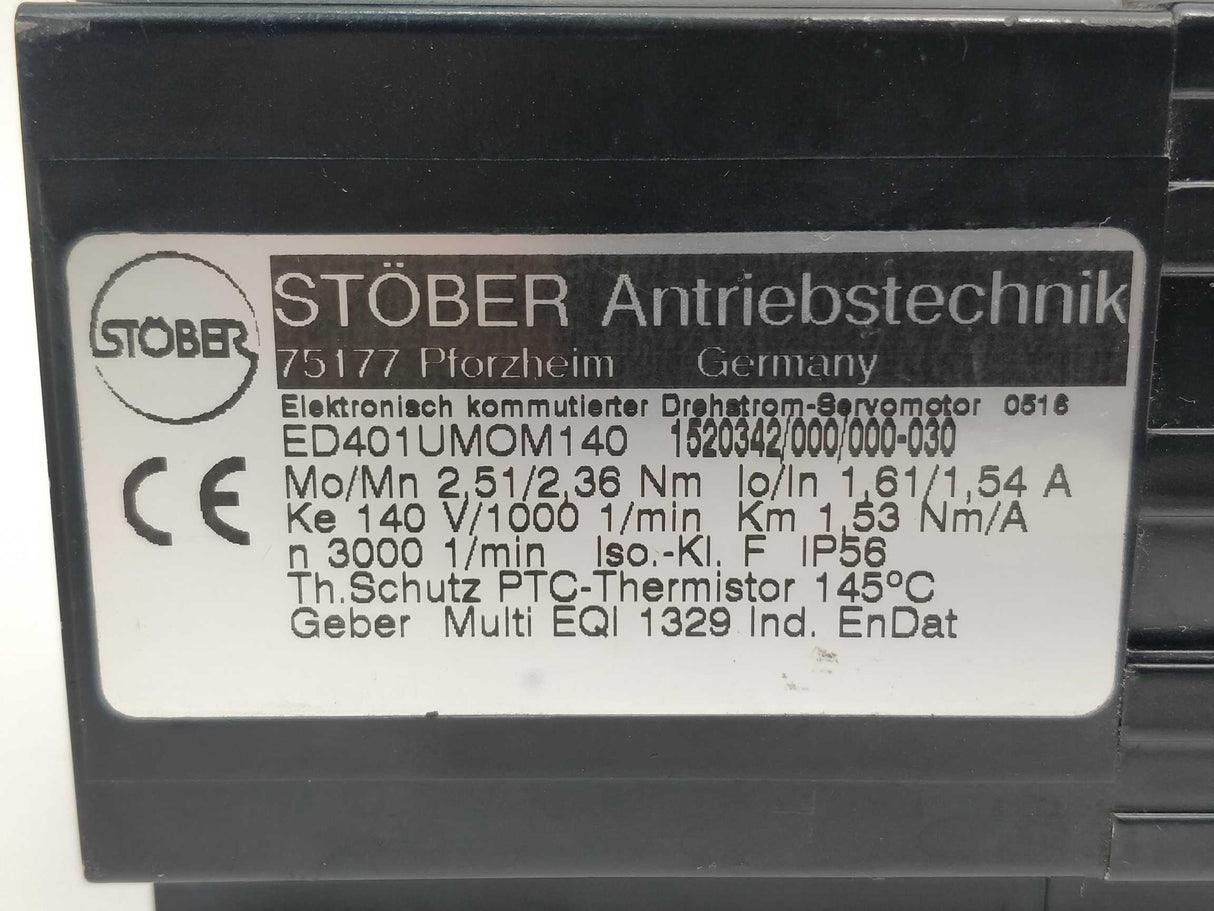 STÖBER
STÖBER Antriebstechnik
75177 Pforzheim Germany
Elektronisch kommutierter Drehstrom-Servomotor 0516
ED401UMOM140 1520342/000/000-030
CE
Mo/Mn 2,51/2,36 Nm Io/In 1,61/1,54 A
Ke 140 V/1000 1/min Km 1,53 Nm/A
n 3000 1/min Iso.-Kl. F IP56
Th.Schutz PTC-Thermistor 145ºC
Geber Multi EQI 1329 Ind. EnDat